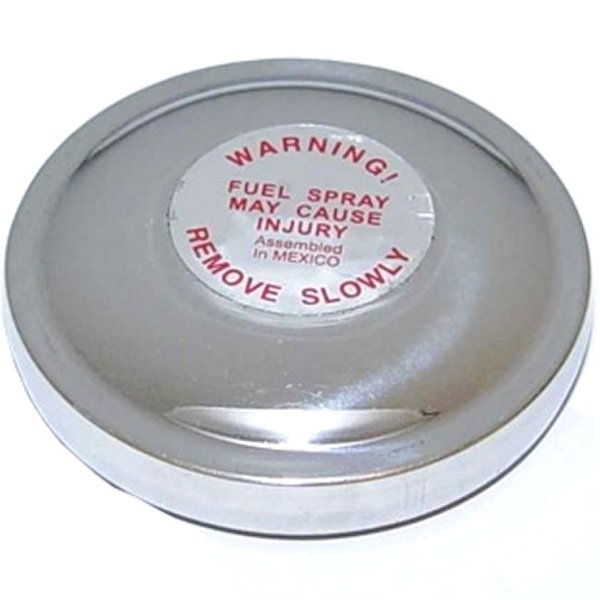 WARNING!
FUEL SPRAY
MAY CAUSE
INJURY
Assembled
In MEXICO
REMOVE SLOWLY